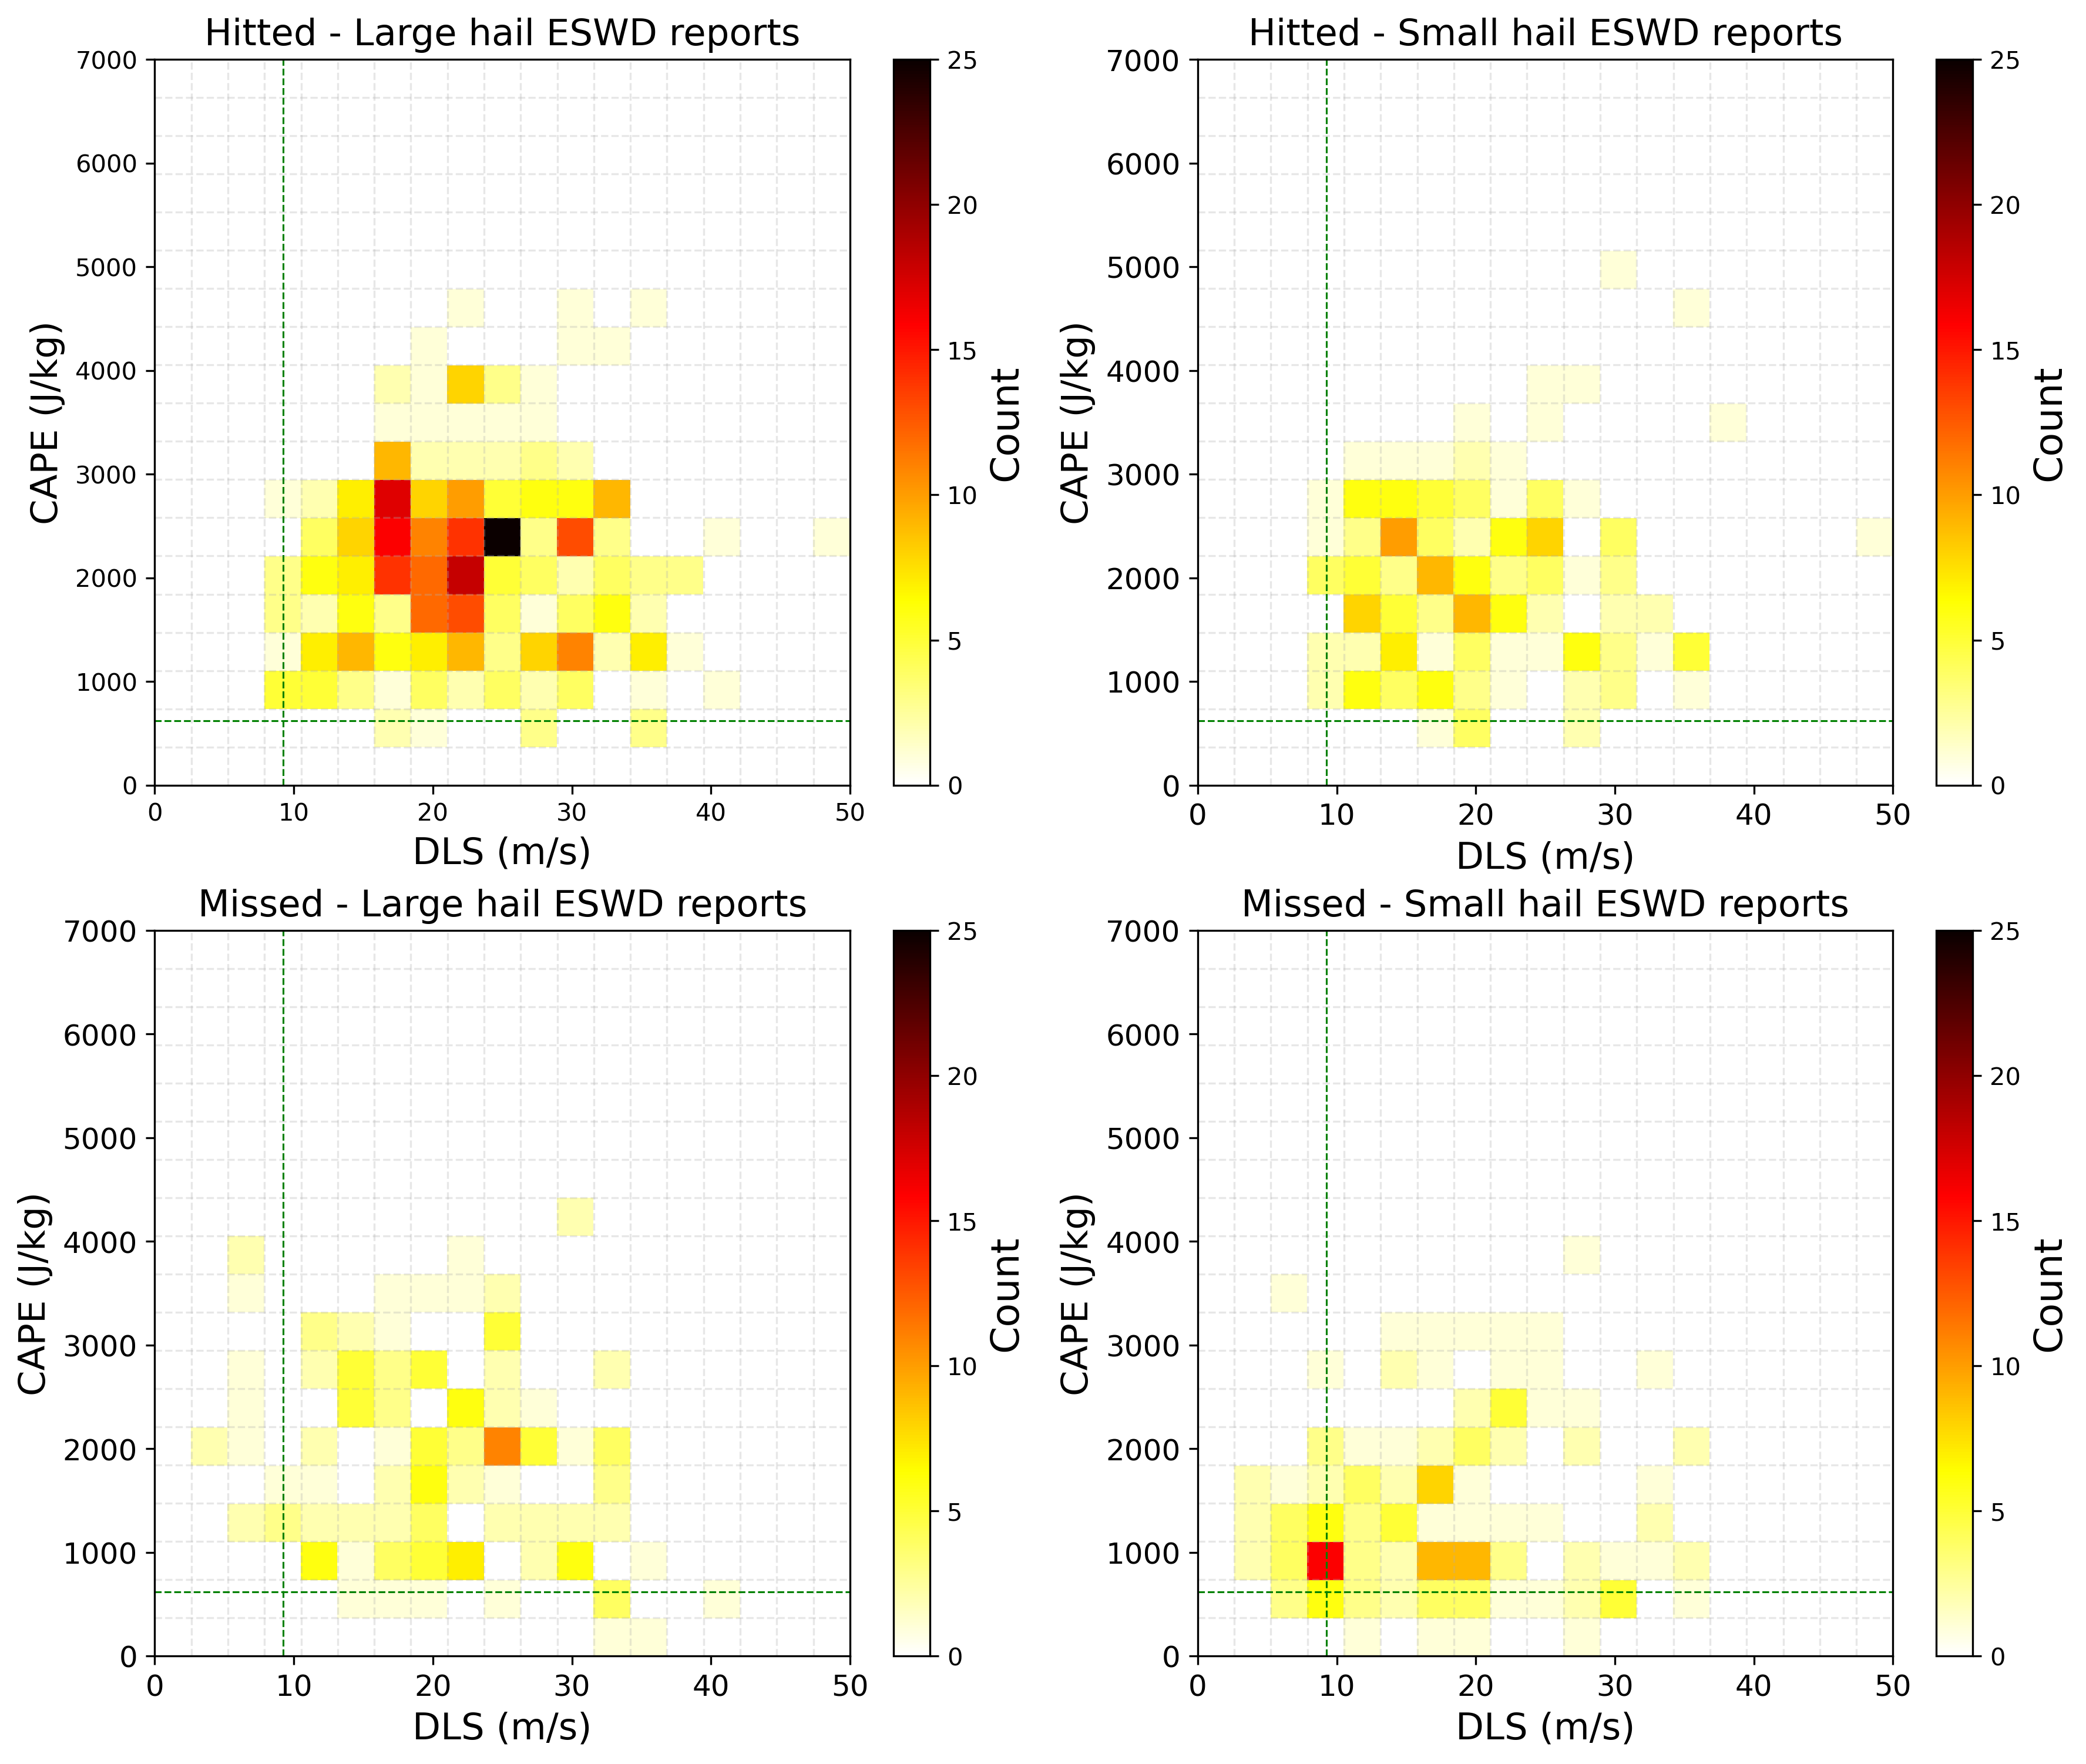 Hitted - Large hail ESWD reports
7000
6000
5000
4000
3000
2000
1000
0
CAPE (J/kg)
0 10 20 30 40 50
DLS (m/s)
25
20
15
10
5
0
Count
Hitted - Small hail ESWD reports
7000
6000
5000
4000
3000
2000
1000
0
CAPE (J/kg)
0 10 20 30 40 50
DLS (m/s)
25
20
15
10
5
0
Count
Missed - Large hail ESWD reports
7000
6000
5000
4000
3000
2000
1000
0
CAPE (J/kg)
0 10 20 30 40 50
DLS (m/s)
25
20
15
10
5
0
Count
Missed - Small hail ESWD reports
7000
6000
5000
4000
3000
2000
1000
0
CAPE (J/kg)
0 10 20 30 40 50
DLS (m/s)
25
20
15
10
5
0
Count